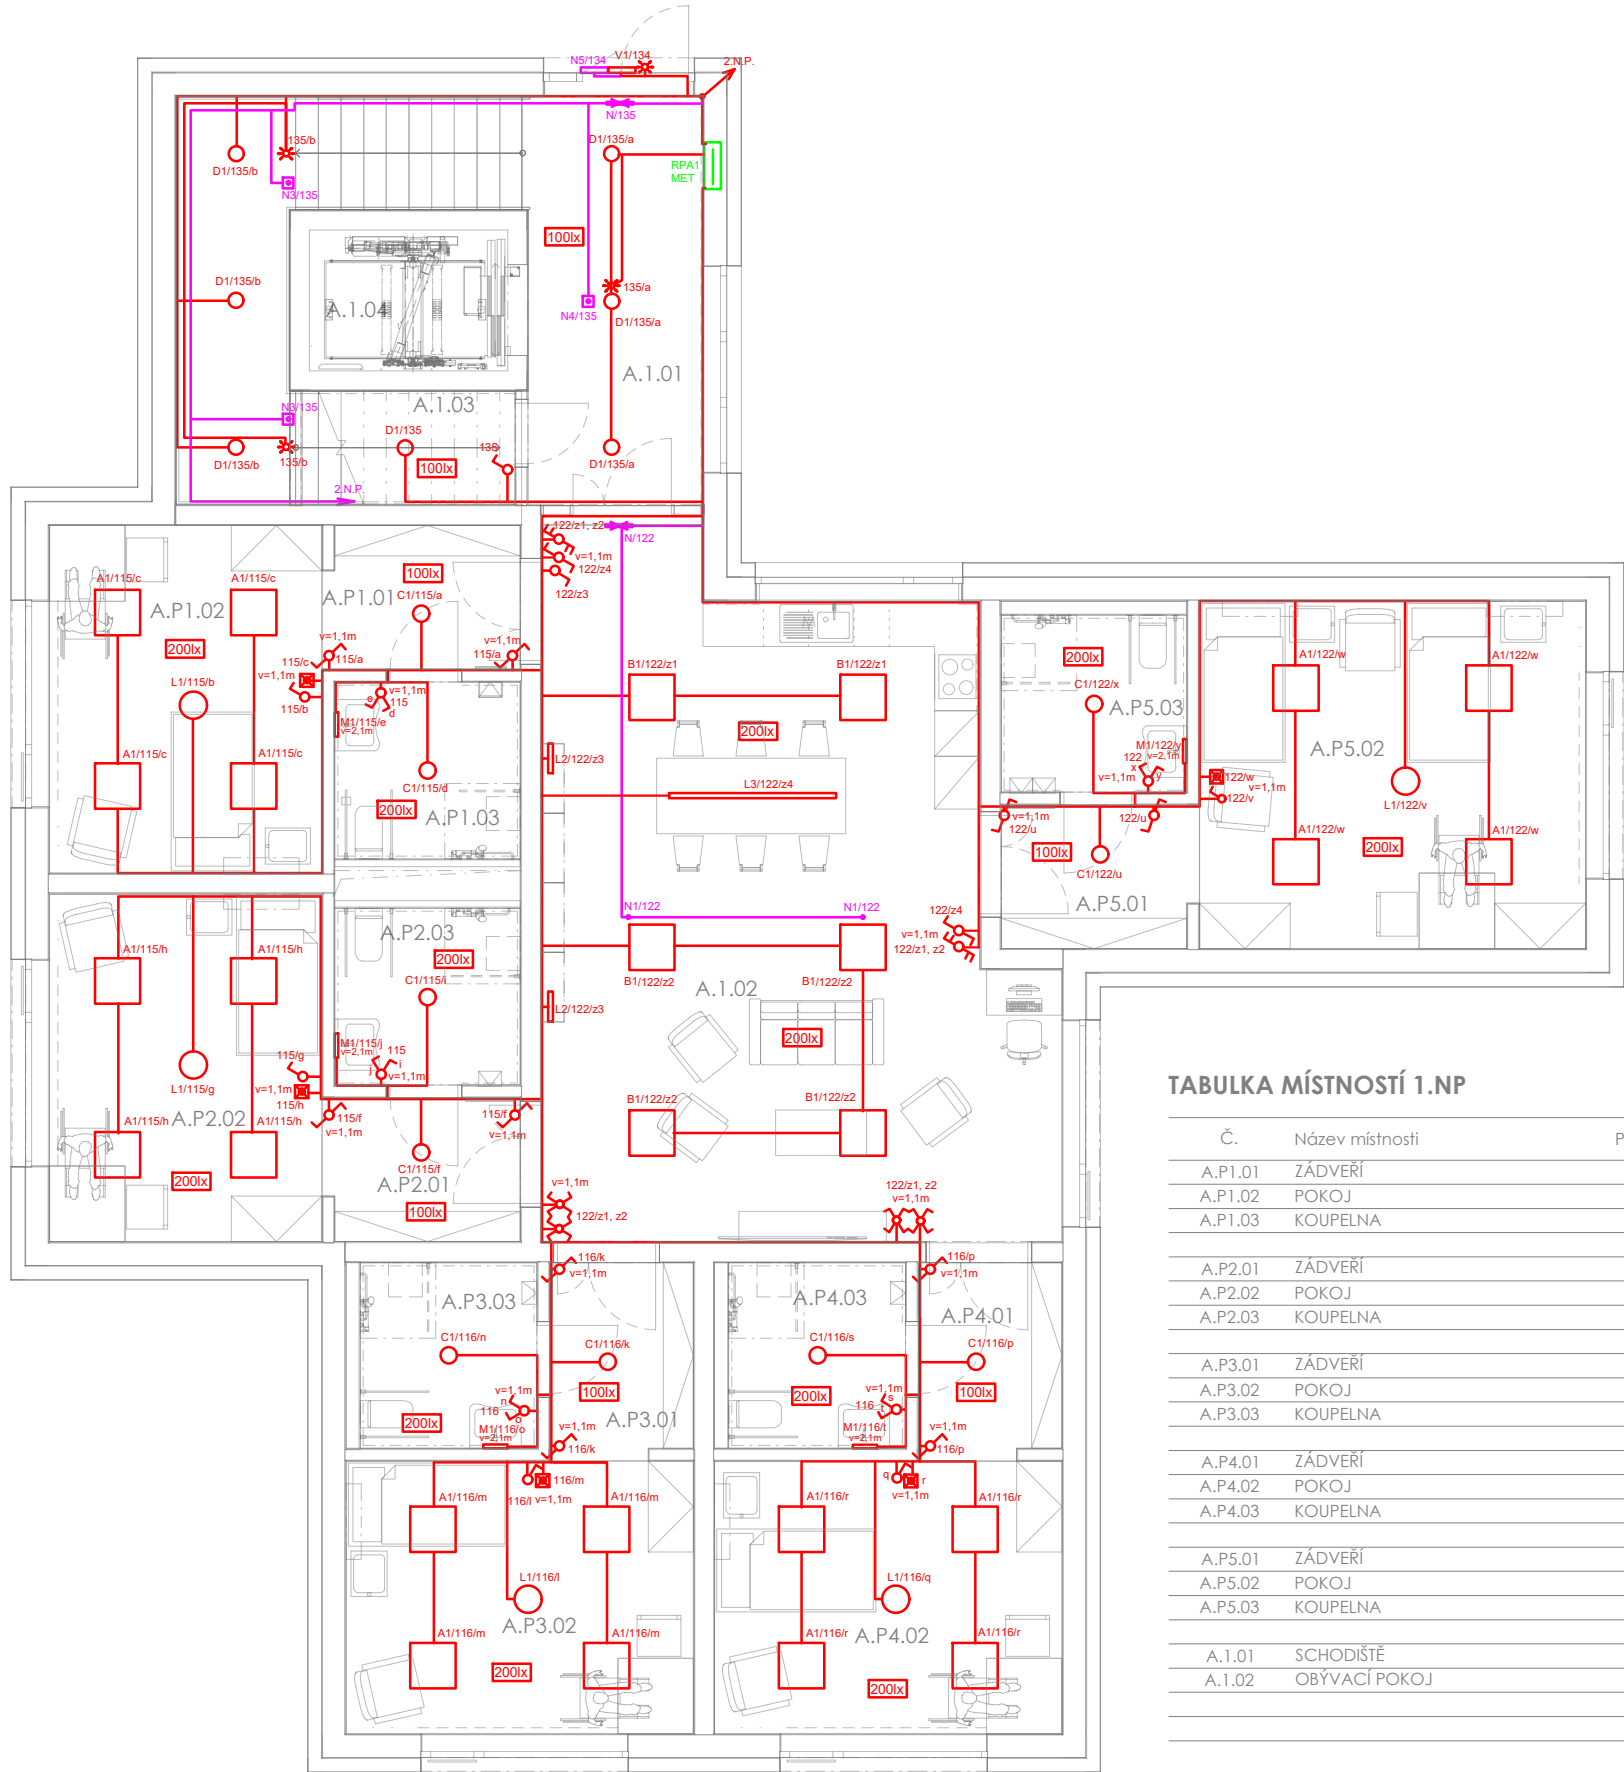 N5/134
V1/134
2.N.P.
N/135
135/b
D1/135/b
N3/135
D1/135/a
RPA1
MET
100lx
D1/135/b
A.1.04
135/a
N4/135
D1/135/a
A.1.01
A.1.03
N3/135
D1/135
D1/135/b
135/b
135
100lx
D1/135/a
2.N.P.
122/z1, z2
N/122
v=1,1m
122/z4
122/z3
A1/115/c
A1/115/c
A.P1.02
A.P1.01
100lx
C1/115/a
200lx
v=1,1m
115/a
v=1,1m
115/a
115/c
v=1,1m
115/b
L1/115/b
e
v=1,1m
115
d
M1/115/e
v=2,1m
A1/115/c
A1/115/c
C1/115/d
200lx
A.P1.03
B1/122/z1
B1/122/z1
200lx
L2/122/z3
L3/122/z4
200lx
C1/122/x
A.P5.03
M1/122/y
v=2,1m
122
x
v=1,1m
y
A1/122/w
A1/122/w
A.P5.02
122/w
v=1,1m
122/v
L1/122/v
v=1,1m
122/u
122/u
100lx
C1/122/u
A1/122/w
A1/122/w
200lx
A.P5.01
N1/122
N1/122
122/z4
v=1,1m
122/z1, z2
B1/122/z2
B1/122/z2
A.1.02
L2/122/z3
200lx
A1/115/h
A1/115/h
A.P2.03
200lx
C1/115/i
M1/115/j
v=2,1m
115
i
j
v=1,1m
115/g
v=1,1m
115/h
L1/115/g
A1/115/h
A.P2.02
A1/115/h
115/f
v=1,1m
115/f
v=1,1m
C1/115/f
A.P2.01
200lx
100lx
B1/122/z2
B1/122/z2
v=1,1m
122/z1, z2
122/z1, z2
v=1,1m
116/k
v=1,1m
116/p
v=1,1m
A.P3.03
A.P4.03
A.P4.01
C1/116/n
C1/116/k
C1/116/s
C1/116/p
100lx
200lx
100lx
v=1,1m
n
116
o
200lx
A.P3.01
M1/116/o
v=2,1m
v=1,1m
116/k
v=1,1m
s
116
t
M1/116/t
v=2,1m
v=1,1m
116/p
116/m
116/l
v=1,1m
q
r
v=1,1m
A1/116/m
A1/116/m
A1/116/r
A1/116/r
L1/116/l
A.P3.02
L1/116/q
A.P4.02
A1/116/m
A1/116/m
A1/116/r
A1/116/r
200lx
200lx
TABULKA MÍSTNOSTÍ 1.NP
Č. Název místnosti P
A.P1.01 ZÁDVEŘÍ
A.P1.02 POKOJ
A.P1.03 KOUPELNA
A.P2.01 ZÁDVEŘÍ
A.P2.02 POKOJ
A.P2.03 KOUPELNA
A.P3.01 ZÁDVEŘÍ
A.P3.02 POKOJ
A.P3.03 KOUPELNA
A.P4.01 ZÁDVEŘÍ
A.P4.02 POKOJ
A.P4.03 KOUPELNA
A.P5.01 ZÁDVEŘÍ
A.P5.02 POKOJ
A.P5.03 KOUPELNA
A.1.01 SCHODIŠTĚ
A.1.02 OBÝVACÍ POKOJ